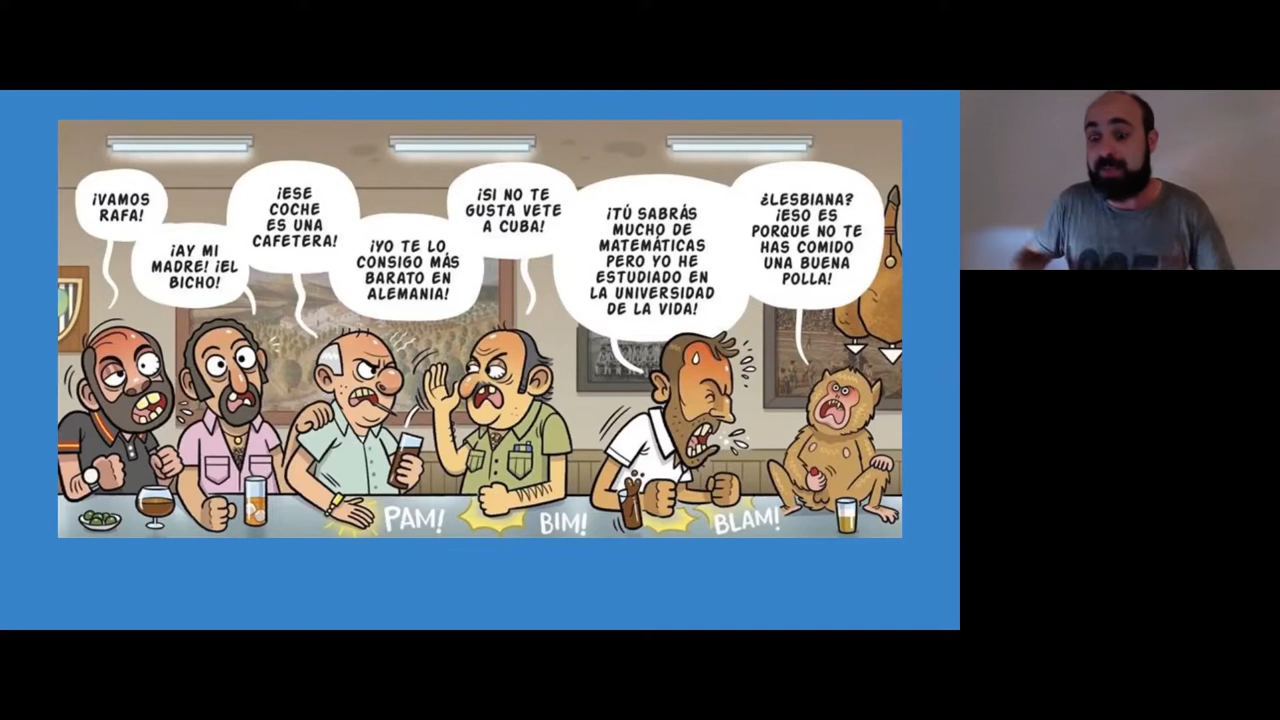 ¡VAMOS
RAFA!
¡AY MI
MADRE! ¡EL
BICHO!
¡ESE
COCHE
ES UNA
CAFETERA!
¡YO TE LO
CONSIGO MÁS
BARATO EN
ALEMANIA!
¡SI NO TE
GUSTA VETE
A CUBA!
¡TÚ SABRÁS
MUCHO DE
MATEMÁTICAS
PERO YO HE
ESTUDIADO EN
LA UNIVERSIDAD
DE LA VIDA!
¿LESBIANA?
¡ESO ES
PORQUE NO TE
HAS COMIDO
UNA BUENA
POLLA!
PAM!
BIM!
BLAM!